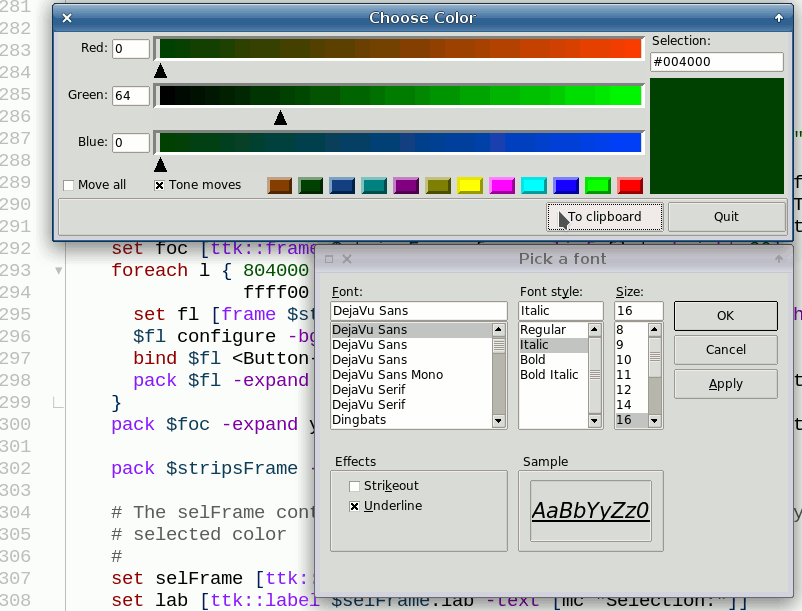 281
282
283
284
285
286
287
288
289
290
291
Choose Color
Red: 0
Green: 64
Blue: 0
Selection:
#004000
Move all
Tone moves
To clipboard
Quit
292 set foc [ttk::frame
293 foreach l { 804000
294 ffff00
295 set fl [frame $st
296 $fl configure -bg
297 bind $fl <Button-
298 pack $fl -expand
299 }
300 pack $foc -expand y
301
302 pack $stripsFrame -
303
304 # The selFrame cont
305 # selected color
306 #
307 set selFrame [ttk::
308 set lab [ttk::label $selFrame.lab -text [mc "Selection:"]]
Pick a font
Font:
DejaVu Sans
DejaVu Sans
DejaVu Sans
DejaVu Sans
DejaVu Sans Mono
DejaVu Serif
DejaVu Serif
Dingbats
Font style:
Italic
Regular
Italic
Bold
Bold Italic
Size:
16
8
9
10
11
12
14
16
OK
Cancel
Apply
Effects
Strikeout
Underline
Sample
AaBbYyZz0